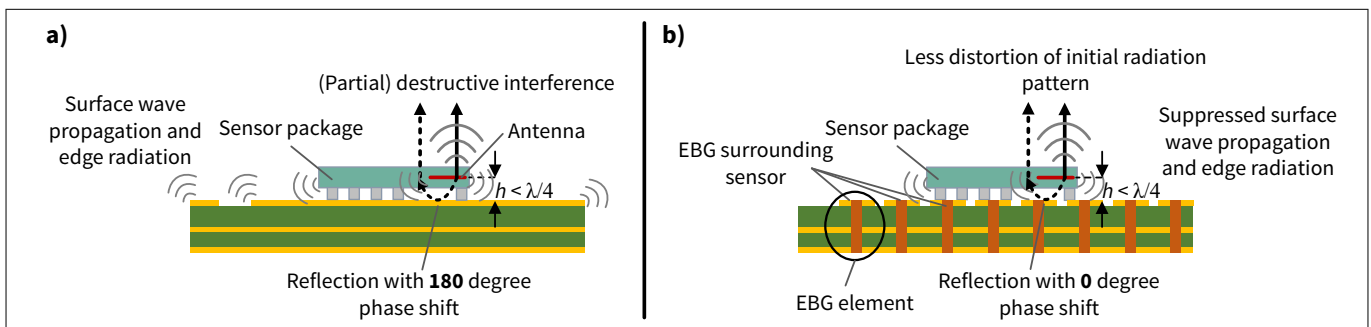 a)
(Partial) destructive interference
Surface wave
propagation and
edge radiation
Sensor package
Antenna
h < λ/4
Reflection with 180 degree
phase shift
b)
Less distortion of initial radiation
pattern
Suppressed surface
wave propagation
and edge radiation
Sensor package
EBG surrounding
sensor
h < λ/4
Reflection with 0 degree
phase shift
EBG element